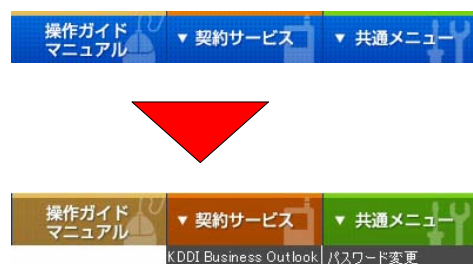 操作ガイド
マニュアル
▼ 契約サービス
▼ 共通メニュー
操作ガイド
マニュアル
▼ 契約サービス
▼ 共通メニュー
KDDI Business Outlook
パスワード変更